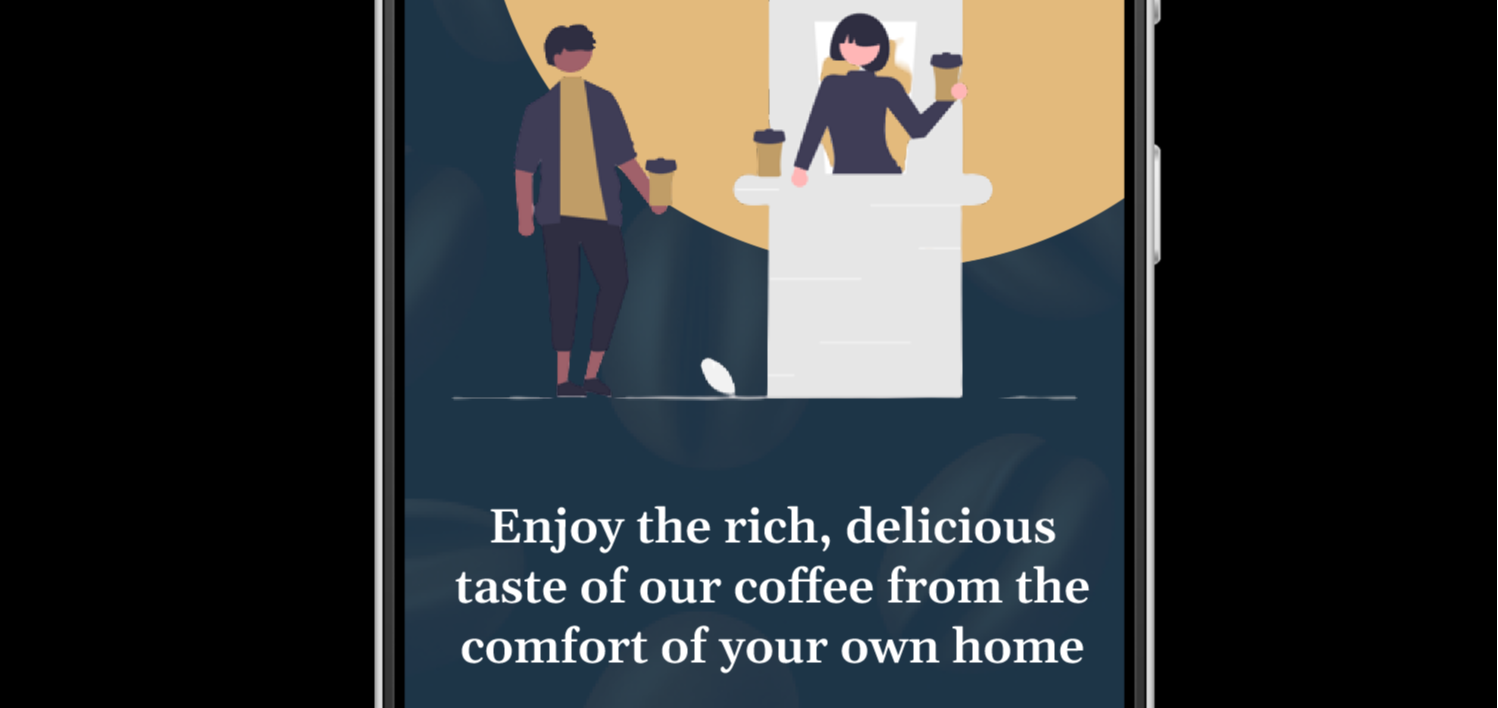 Enjoy the rich, delicious
taste of our coffee from the
comfort of your own home